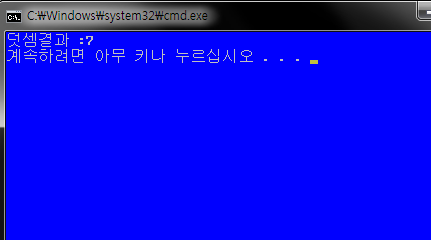 C:\Windows\system32\cmd.exe
덧셈결과 :7
계속하려면 아무 키나 누르십시오 . . .